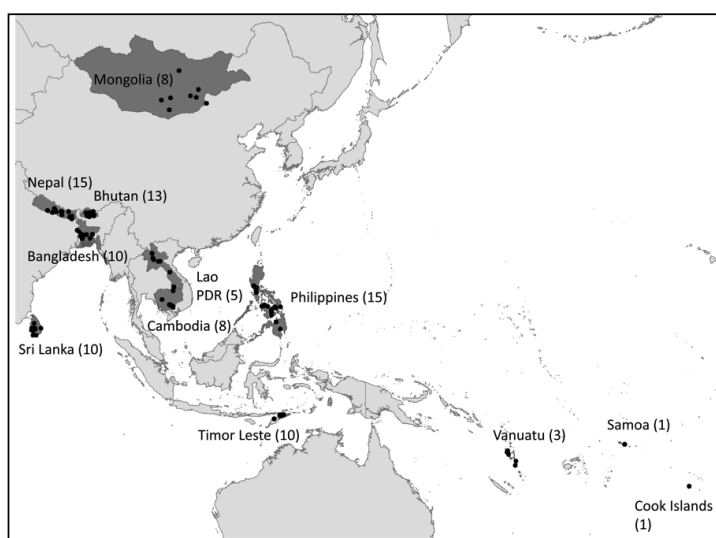 Mongolia (8)
Nepal (15)
Bhutan (13)
Bangladesh (10)
Lao
PDR (5)
Philippines (15)
Cambodia (8)
Sri Lanka (10)
Timor Leste (10)
Vanuatu (3)
Samoa (1)
Cook Islands
(1)